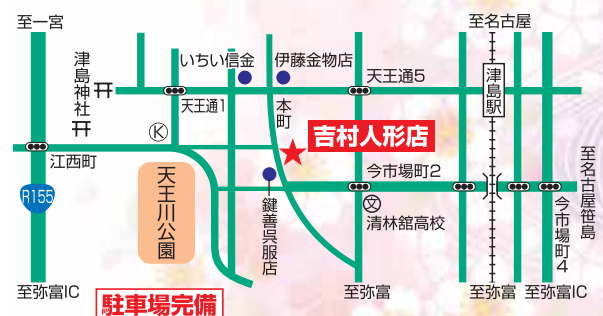 至一宮
至名古屋
いちい信金
伊藤金物店
天王通5
津島神社
天王通1
本町
津島駅
K
吉村人形店
江西町
今市場町2
至名古屋笹島
R155
天王川公園
鍵善呉服店
文
清林舘高校
今市場町4
至弥富IC
駐車場完備
至弥富
至弥富
至弥富IC